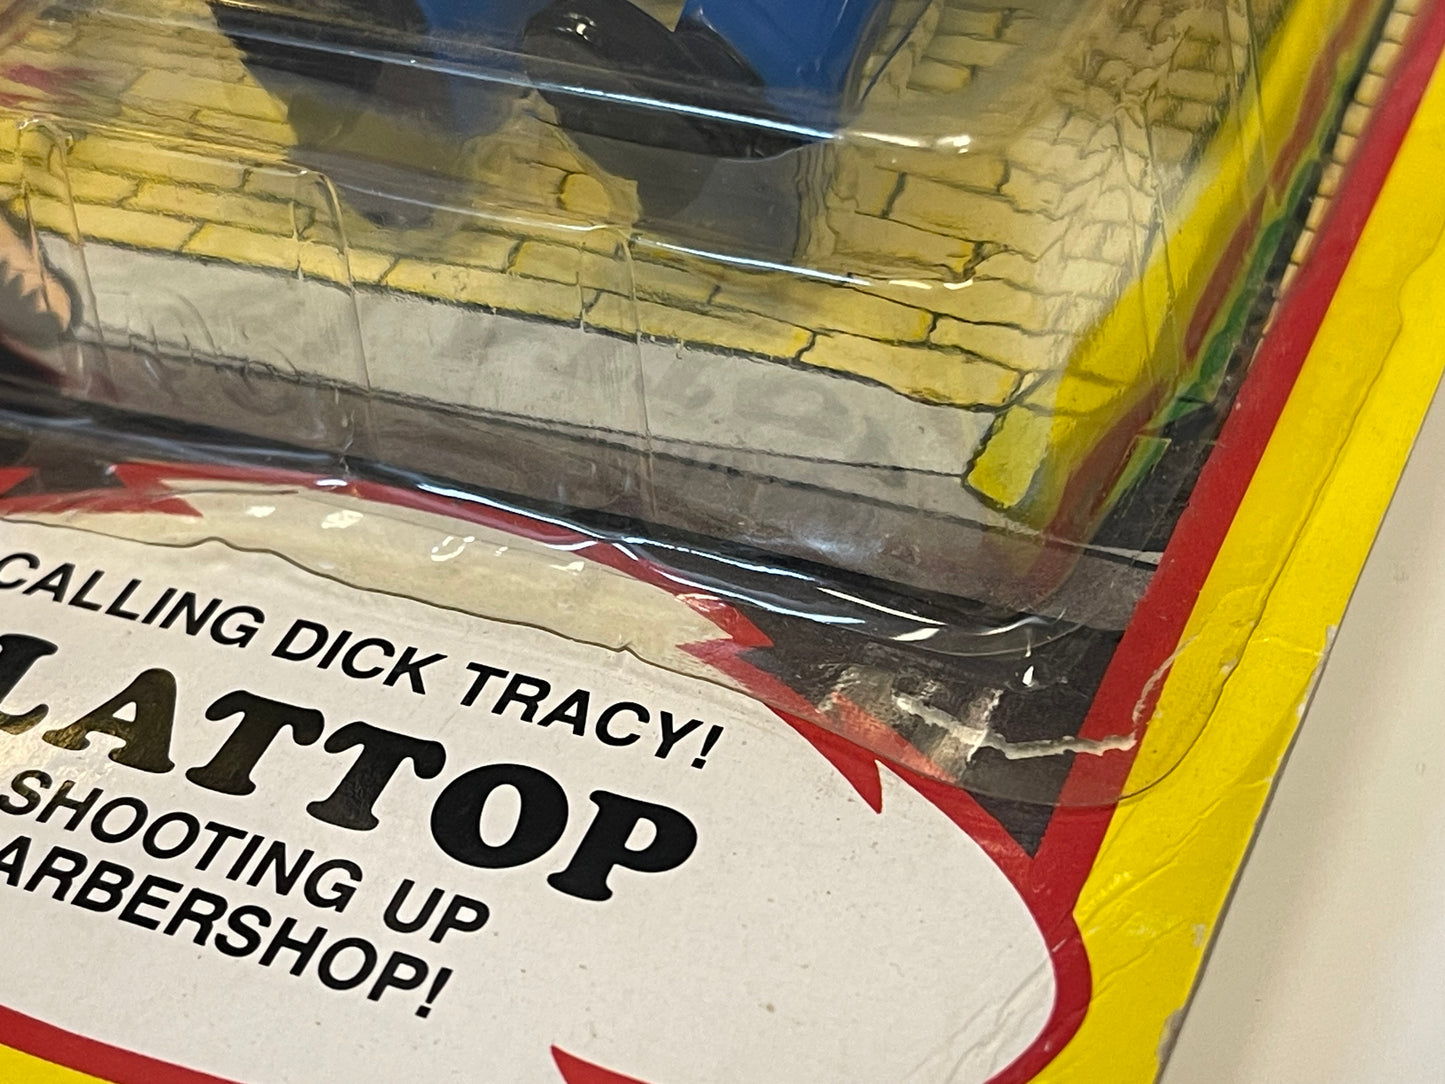 CALLING DICK TRACY!
LATTOP
SHOOTING UP
ARBERSHOP!